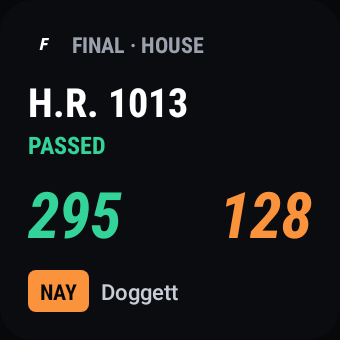 F FINAL · HOUSE
H.R. 1013
PASSED
295 128
NAY Doggett